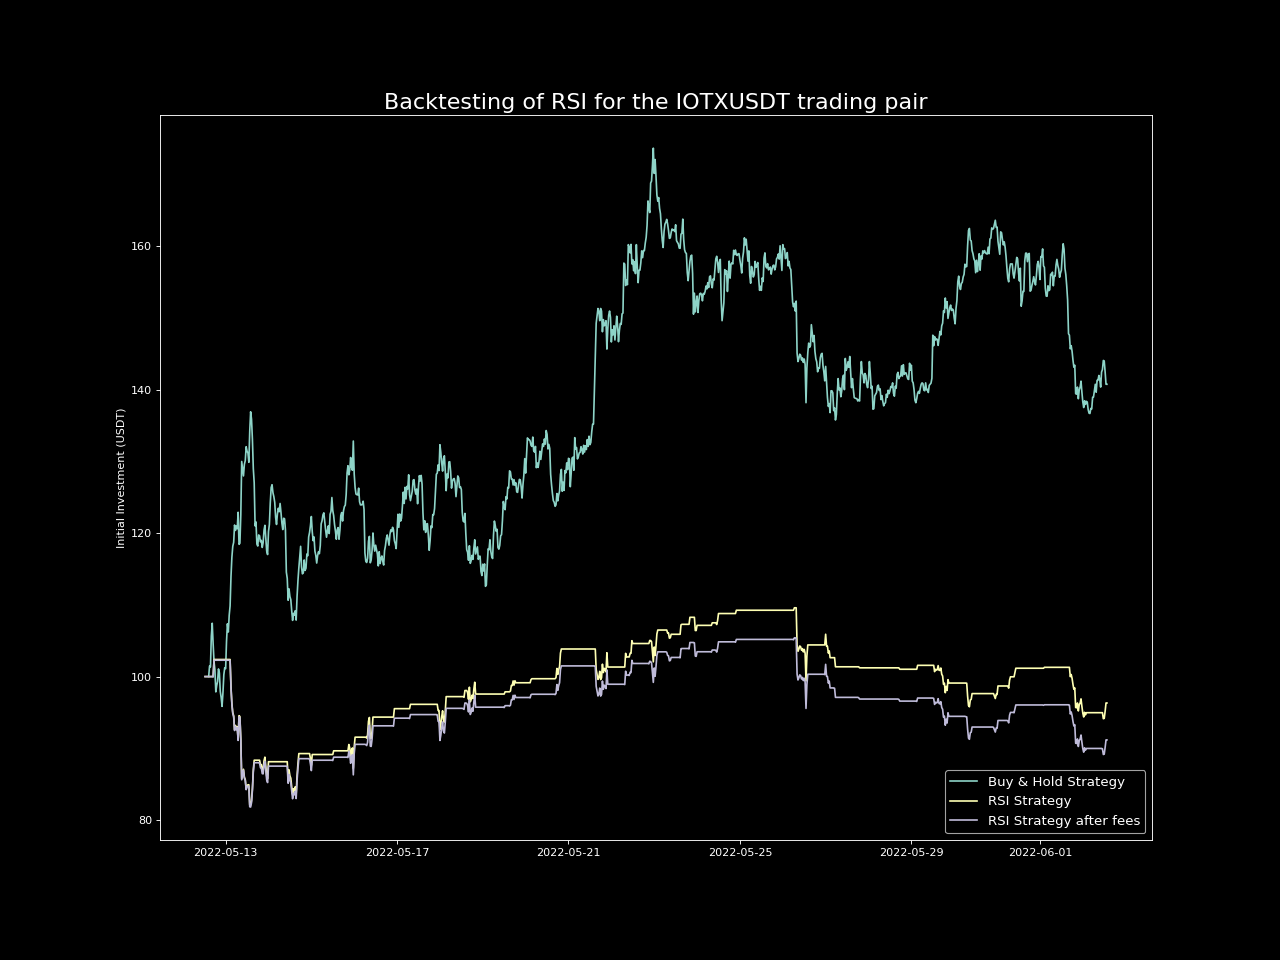 Backtesting of RSI for the IOTXUSDT trading pair
Initial Investment (USDT)
160
140
120
100
80
2022-05-13 2022-05-17 2022-05-21 2022-05-25 2022-05-29 2022-06-01
Buy & Hold Strategy
RSI Strategy
RSI Strategy after fees